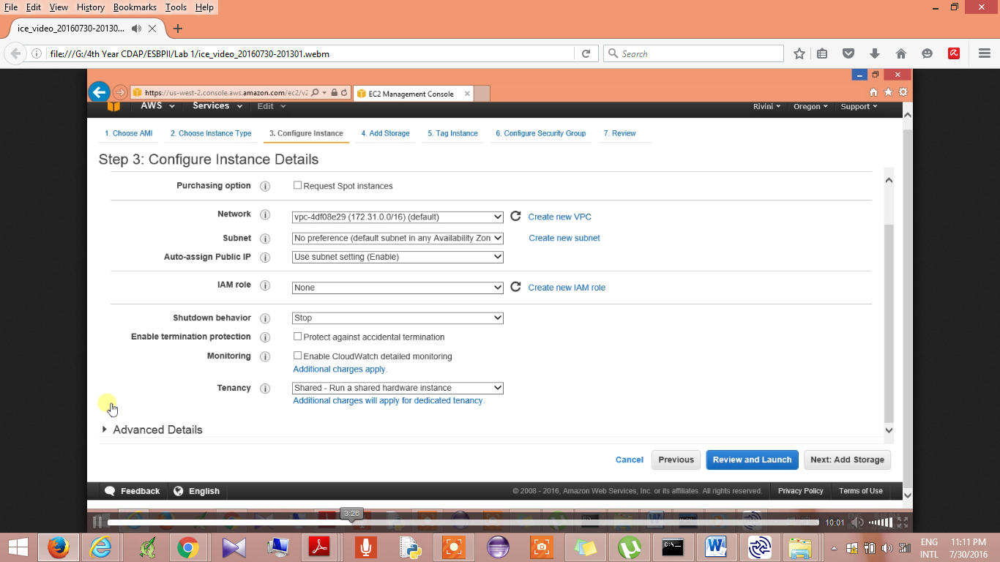 File Edit View History Bookmarks Tools Help
ice_video_20160730-20130...
file:///G:/4th Year CDAP/ESBPII/Lab 1/ice_video_20160730-201301.webm
Search
https://us-west-2.console.aws.amazon.com/ec2/v2
EC2 Management Console
AWS Services Edit Rivini Oregon Support
1. Choose AMI 2. Choose Instance Type 3. Configure Instance 4. Add Storage 5. Tag Instance 6. Configure Security Group 7. Review
Step 3: Configure Instance Details
Purchasing option Request Spot instances
Network vpc-4df08e29 (172.31.0.0/16) (default) Create new VPC
Subnet No preference (default subnet in any Availability Zon Create new subnet
Auto-assign Public IP Use subnet setting (Enable)
IAM role None Create new IAM role
Shutdown behavior Stop
Enable termination protection Protect against accidental termination
Monitoring Enable CloudWatch detailed monitoring
Additional charges apply.
Tenancy Shared - Run a shared hardware instance
Additional charges will apply for dedicated tenancy.
Advanced Details
Cancel Previous Review and Launch Next: Add Storage
Feedback English © 2008 - 2016, Amazon Web Services, Inc. or its affiliates. All rights reserved. Privacy Policy Terms of Use
3:26
10:01
ENG 11:11 PM
INTL 7/30/2016